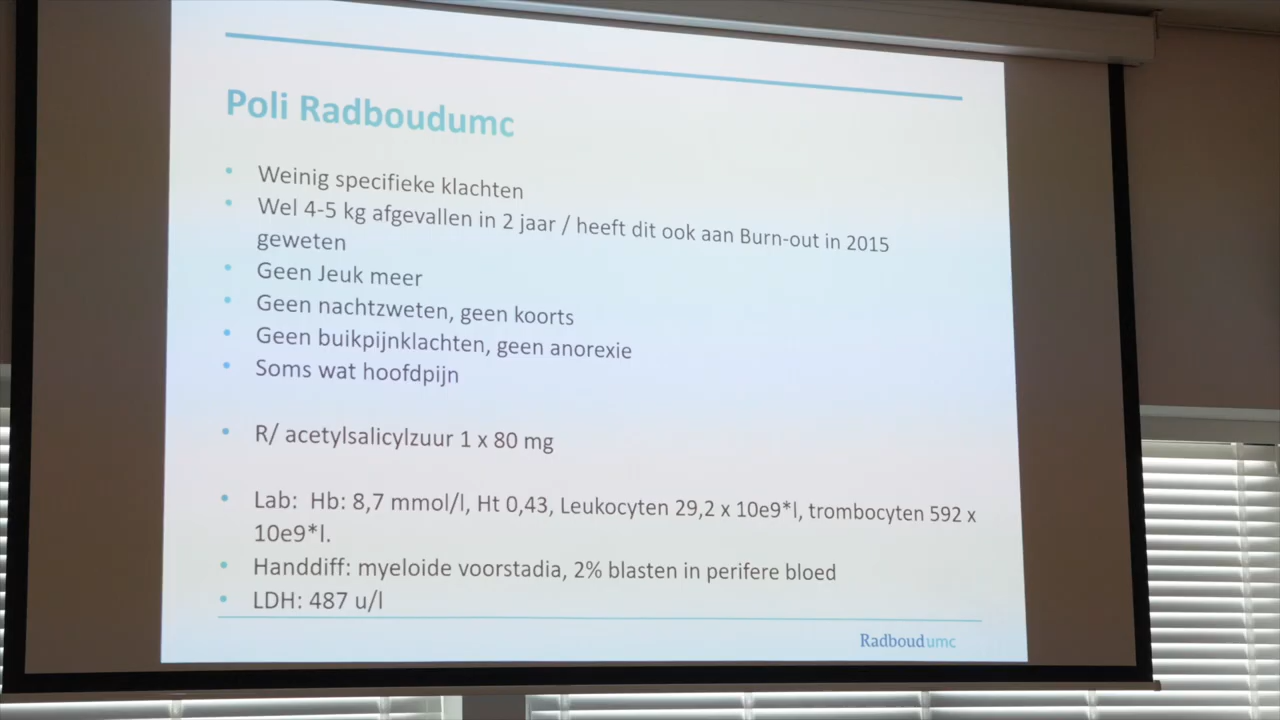 Poli Radboudumc
• Weinig specifieke klachten
• Wel 4-5 kg afgevallen in 2 jaar / heeft dit ook aan Burn-out in 2015
geweten
• Geen Jeuk meer
• Geen nachtzweten, geen koorts
• Geen buikpijnklachten, geen anorexie
• Soms wat hoofdpijn
• R/ acetylsalicylzuur 1 x 80 mg
• Lab: Hb: 8,7 mmol/l, Ht 0,43, Leukocyten 29,2 x 10e9*l, trombocyten 592 x
10e9*l.
• Handdiff: myeloide voorstadia, 2% blasten in perifere bloed
• LDH: 487 u/l
Radboudumc